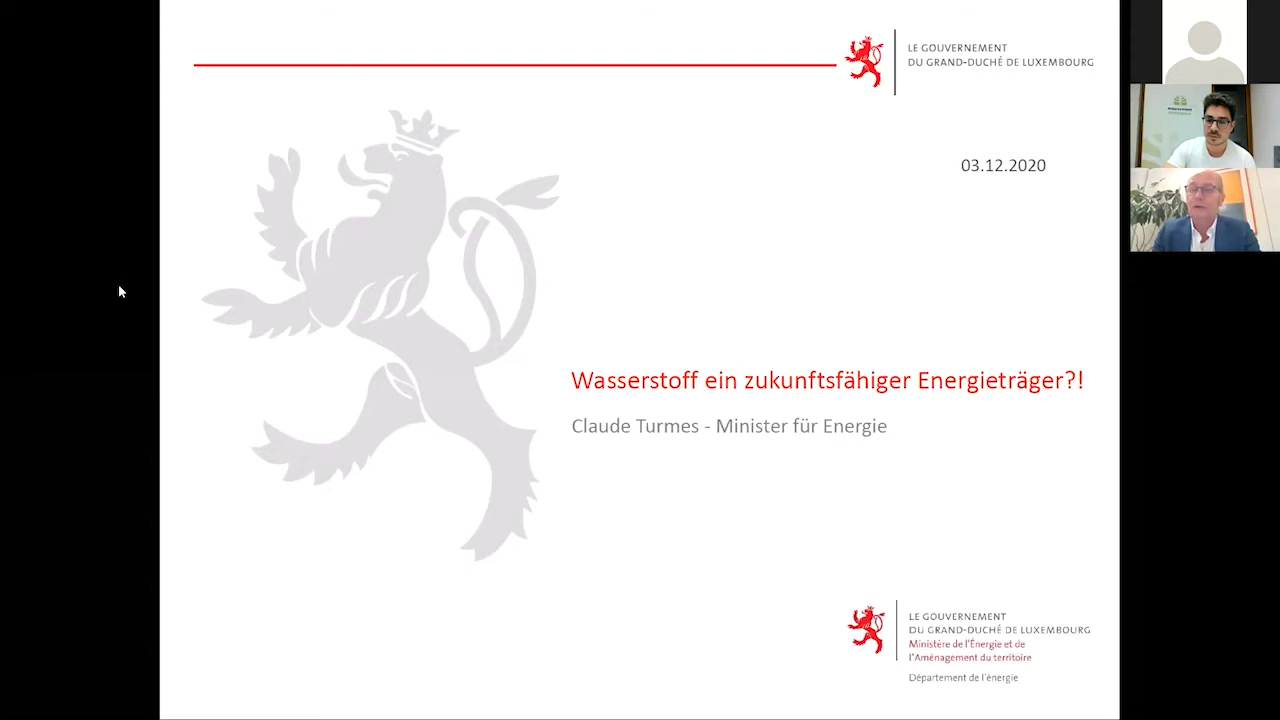 LE GOUVERNEMENT
DU GRAND-DUCHÉ DE LUXEMBOURG
03.12.2020
Wasserstoff ein zukunftsfähiger Energieträger?!
Claude Turmes - Minister für Energie
LE GOUVERNEMENT
DU GRAND-DUCHÉ DE LUXEMBOURG
Ministère de l'Énergie et de
l'Aménagement du territoire
Département de l'énergie